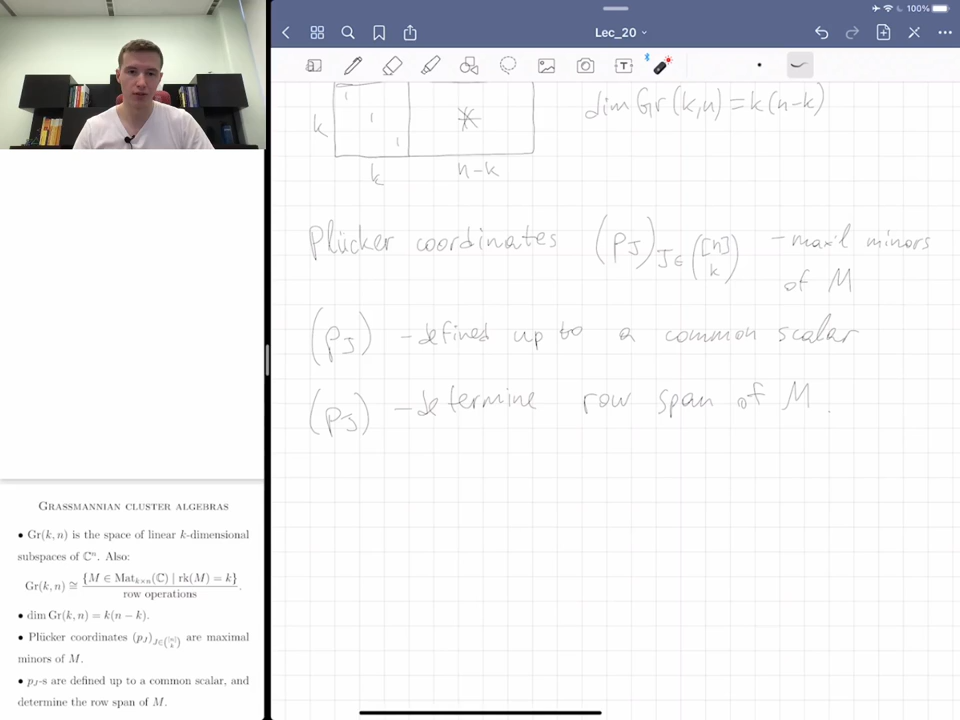 100%
Lec_20
1
1
1
*
k
k
n-k
dim Gr(k,n) = k(n-k)
Plücker coordinates (p_J)_{J∈([n] k)} - max'l minors
of M
(p_J) - defined up to a common scalar
(p_J) - determine row span of M.
GRASSMANNIAN CLUSTER ALGEBRAS
• Gr(k, n) is the space of linear k-dimensional
subspaces of ℂⁿ. Also:
Gr(k, n) ≅ {M ∈ Mat_{k×n}(ℂ) | rk(M) = k}
row operations
.
• dim Gr(k, n) = k(n − k).
• Plücker coordinates (p_J)_{J∈([n] k)} are maximal
minors of M.
• p_J-s are defined up to a common scalar, and
determine the row span of M.